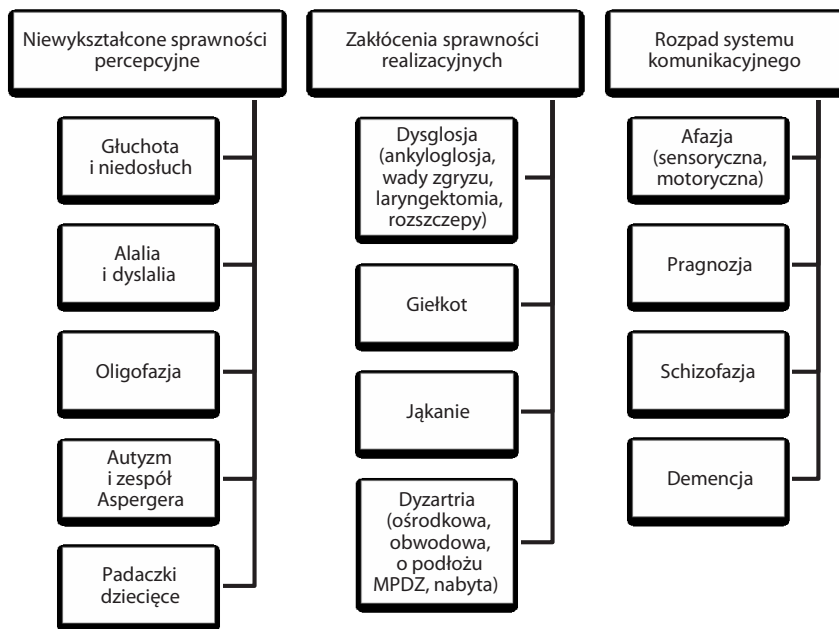 Niewykształcone sprawności
percepcyjne
Głuchota
i niedosłuch
Alalia
i dyslalia
Oligofazja
Autyzm
i zespół
Aspergera
Padaczki
dziecięce
Zakłócenia sprawności
realizacyjnych
Dysglosja
(ankyloglosja,
wady zgryzu,
laryngektomia,
rozszczepy)
Giełkot
Jąkanie
Dyzartria
(ośrodkowa,
obwodowa,
o podłożu
MPDZ, nabyta)
Rozpad systemu
komunikacyjnego
Afazja
(sensoryczna,
motoryczna)
Pragnozja
Schizofazja
Demencja